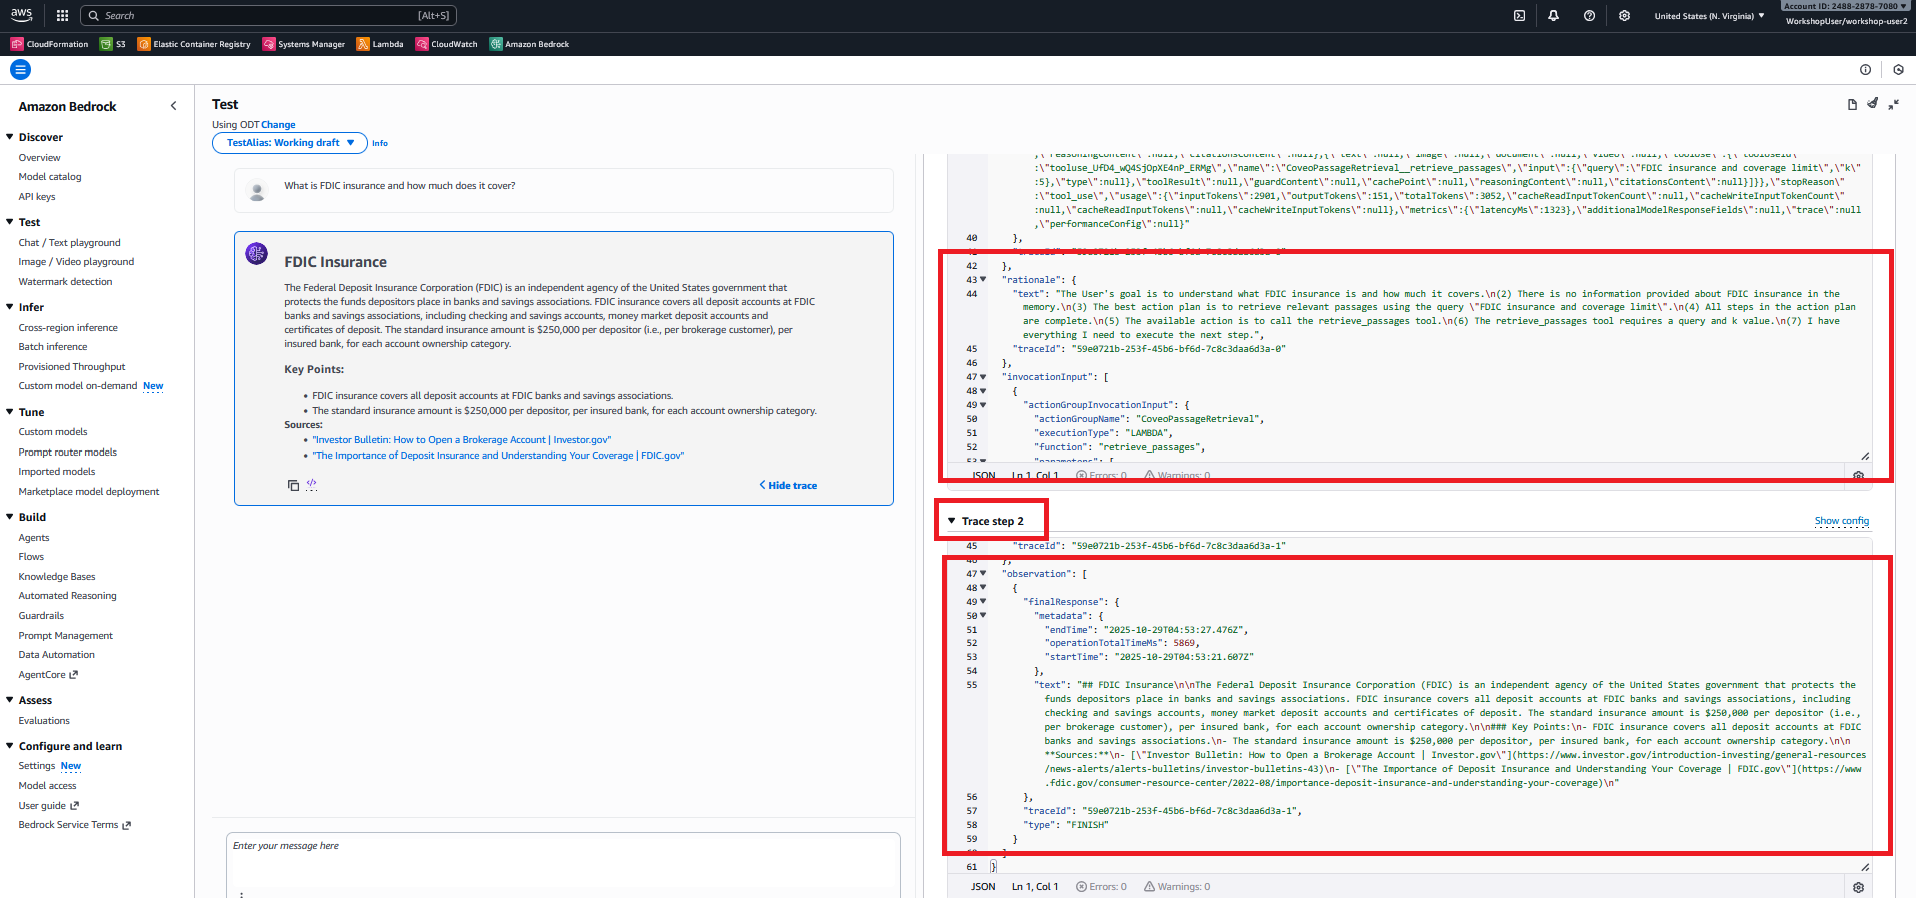 aws
Search
[Alt+S]
United States (N. Virginia)
Account ID: 2488-2878-7080
WorkshopUser/workshop-user2
CloudFormation
S3
Elastic Container Registry
Systems Manager
Lambda
CloudWatch
Amazon Bedrock
Amazon Bedrock
Discover
Overview
Model catalog
API keys
Test
Chat / Text playground
Image / Video playground
Watermark detection
Infer
Cross-region inference
Batch inference
Provisioned Throughput
Custom model on-demand New
Tune
Custom models
Prompt router models
Imported models
Marketplace model deployment
Build
Agents
Flows
Knowledge Bases
Automated Reasoning
Guardrails
Prompt Management
Data Automation
AgentCore
Assess
Evaluations
Configure and learn
Settings New
Model access
User guide
Bedrock Service Terms
Test
Using ODT Change
TestAlias: Working draft
Info
What is FDIC insurance and how much does it cover?
FDIC Insurance
The Federal Deposit Insurance Corporation (FDIC) is an independent agency of the United States government that
protects the funds depositors place in banks and savings associations. FDIC insurance covers all deposit accounts at FDIC
banks and savings associations, including checking and savings accounts, money market deposit accounts and
certificates of deposit. The standard insurance amount is $250,000 per depositor (i.e., per brokerage customer), per
insured bank, for each account ownership category.
Key Points:
• FDIC insurance covers all deposit accounts at FDIC banks and savings associations.
• The standard insurance amount is $250,000 per depositor, per insured bank, for each account ownership category.
Sources:
• "Investor Bulletin: How to Open a Brokerage Account | Investor.gov"
• "The Importance of Deposit Insurance and Understanding Your Coverage | FDIC.gov"
Hide trace
Enter your message here
,\"reasoningContent\":null,\"citationsContent\":null},{\"text\":null,\"image\":null,\"document\":null,\"video\":null,\"toolUse\":{\"toolUseId\"
:\"tooluse_UfD4_wQ4SjOpXE4nP_ERMg\",\"name\":\"CoveoPassageRetrieval__retrieve_passages\",\"input\":{\"query\":\"FDIC insurance and coverage limit\",\"k\"
:5},\"type\":null},\"toolResult\":null,\"guardContent\":null,\"cachePoint\":null,\"reasoningContent\":null,\"citationsContent\":null}]}},\"stopReason\"
:\"tool_use\",\"usage\":{\"inputTokens\":2901,\"outputTokens\":151,\"totalTokens\":3052,\"cacheReadInputTokenCount\":null,\"cacheWriteInputTokenCount\"
:null,\"cacheReadInputTokens\":null,\"cacheWriteInputTokens\":null},\"metrics\":{\"latencyMs\":1323},\"additionalModelResponseFields\":null,\"trace\":null
,\"performanceConfig\":null}"
40 },
42 },
43 "rationale": {
44 "text": "The User's goal is to understand what FDIC insurance is and how much it covers.\n(2) There is no information provided about FDIC insurance in the
memory.\n(3) The best action plan is to retrieve relevant passages using the query \"FDIC insurance and coverage limit\".\n(4) All steps in the action plan
are complete.\n(5) The available action is to call the retrieve_passages tool.\n(6) The retrieve_passages tool requires a query and k value.\n(7) I have
everything I need to execute the next step.",
45 "traceId": "59e0721b-253f-45b6-bf6d-7c8c3daa6d3a-0"
46 },
47 "invocationInput": [
48 {
49 "actionGroupInvocationInput": {
50 "actionGroupName": "CoveoPassageRetrieval",
51 "executionType": "LAMBDA",
52 "function": "retrieve_passages",
53 "parameters": [
JSON Ln 1, Col 1 Errors: 0 Warnings: 0
Trace step 2
Show config
45 "traceId": "59e0721b-253f-45b6-bf6d-7c8c3daa6d3a-1"
46 },
47 "observation": [
48 {
49 "finalResponse": {
50 "metadata": {
51 "endTime": "2025-10-29T04:53:27.476Z",
52 "operationTotalTimeMs": 5869,
53 "startTime": "2025-10-29T04:53:21.607Z"
54 },
55 "text": "## FDIC Insurance\n\nThe Federal Deposit Insurance Corporation (FDIC) is an independent agency of the United States government that protects the
funds depositors place in banks and savings associations. FDIC insurance covers all deposit accounts at FDIC banks and savings associations, including
checking and savings accounts, money market deposit accounts and certificates of deposit. The standard insurance amount is $250,000 per depositor (i.e.,
per brokerage customer), per insured bank, for each account ownership category.\n\n### Key Points:\n- FDIC insurance covers all deposit accounts at FDIC
banks and savings associations.\n- The standard insurance amount is $250,000 per depositor, per insured bank, for each account ownership category.\n\n
**Sources:**\n- [\"Investor Bulletin: How to Open a Brokerage Account | Investor.gov\"](https://www.investor.gov/introduction-investing/general-resources
/news-alerts/alerts-bulletins/investor-bulletins-43)\n- [\"The Importance of Deposit Insurance and Understanding Your Coverage | FDIC.gov\"](https://www
.fdic.gov/consumer-resource-center/2022-08/importance-deposit-insurance-and-understanding-your-coverage)\n"
56 },
57 "traceId": "59e0721b-253f-45b6-bf6d-7c8c3daa6d3a-1",
58 "type": "FINISH"
59 }
61 }
JSON Ln 1, Col 1 Errors: 0 Warnings: 0